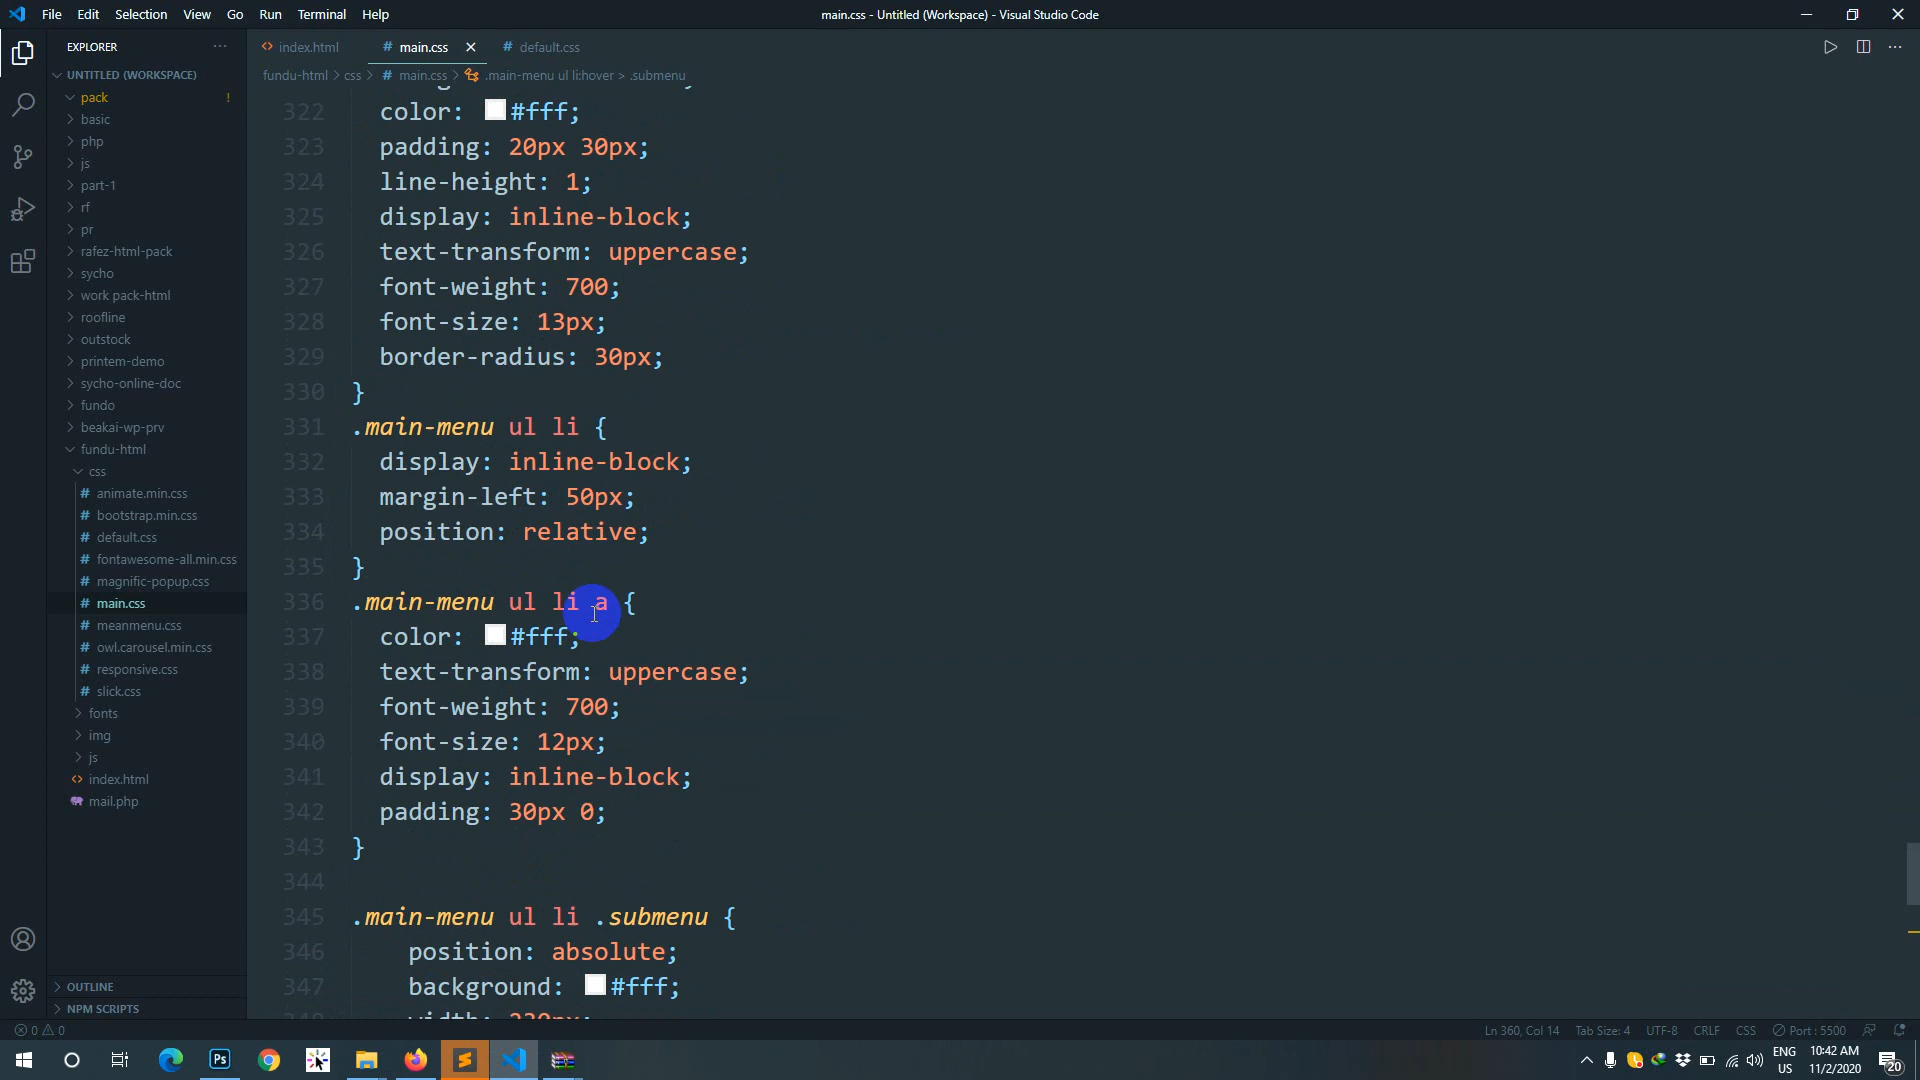 File Edit Selection View Go Run Terminal Help
main.css - Untitled (Workspace) - Visual Studio Code
EXPLORER
UNTITLED (WORKSPACE)
pack !
basic
php
js
part-1
rf
pr
rafez-html-pack
sycho
work pack-html
roofline
outstock
printem-demo
sycho-online-doc
fundo
beakai-wp-prv
fundu-html
css
# animate.min.css
# bootstrap.min.css
# default.css
# fontawesome-all.min.css
# magnific-popup.css
# main.css
# meanmenu.css
# owl.carousel.min.css
# responsive.css
# slick.css
fonts
img
js
index.html
mail.php
OUTLINE
NPM SCRIPTS
index.html # main.css # default.css
fundu-html > css > # main.css > .main-menu ul li:hover > .submenu
322 color: #fff;
323 padding: 20px 30px;
324 line-height: 1;
325 display: inline-block;
326 text-transform: uppercase;
327 font-weight: 700;
328 font-size: 13px;
329 border-radius: 30px;
330 }
331 .main-menu ul li {
332 display: inline-block;
333 margin-left: 50px;
334 position: relative;
335 }
336 .main-menu ul li a {
337 color: #fff;
338 text-transform: uppercase;
339 font-weight: 700;
340 font-size: 12px;
341 display: inline-block;
342 padding: 30px 0;
343 }
344
345 .main-menu ul li .submenu {
346 position: absolute;
347 background: #fff;
348 width: 230px;
0 0
Ln 360, Col 14 Tab Size: 4 UTF-8 CRLF CSS Port : 5500
Ps
ENG
US
10:42 AM
11/2/2020
20